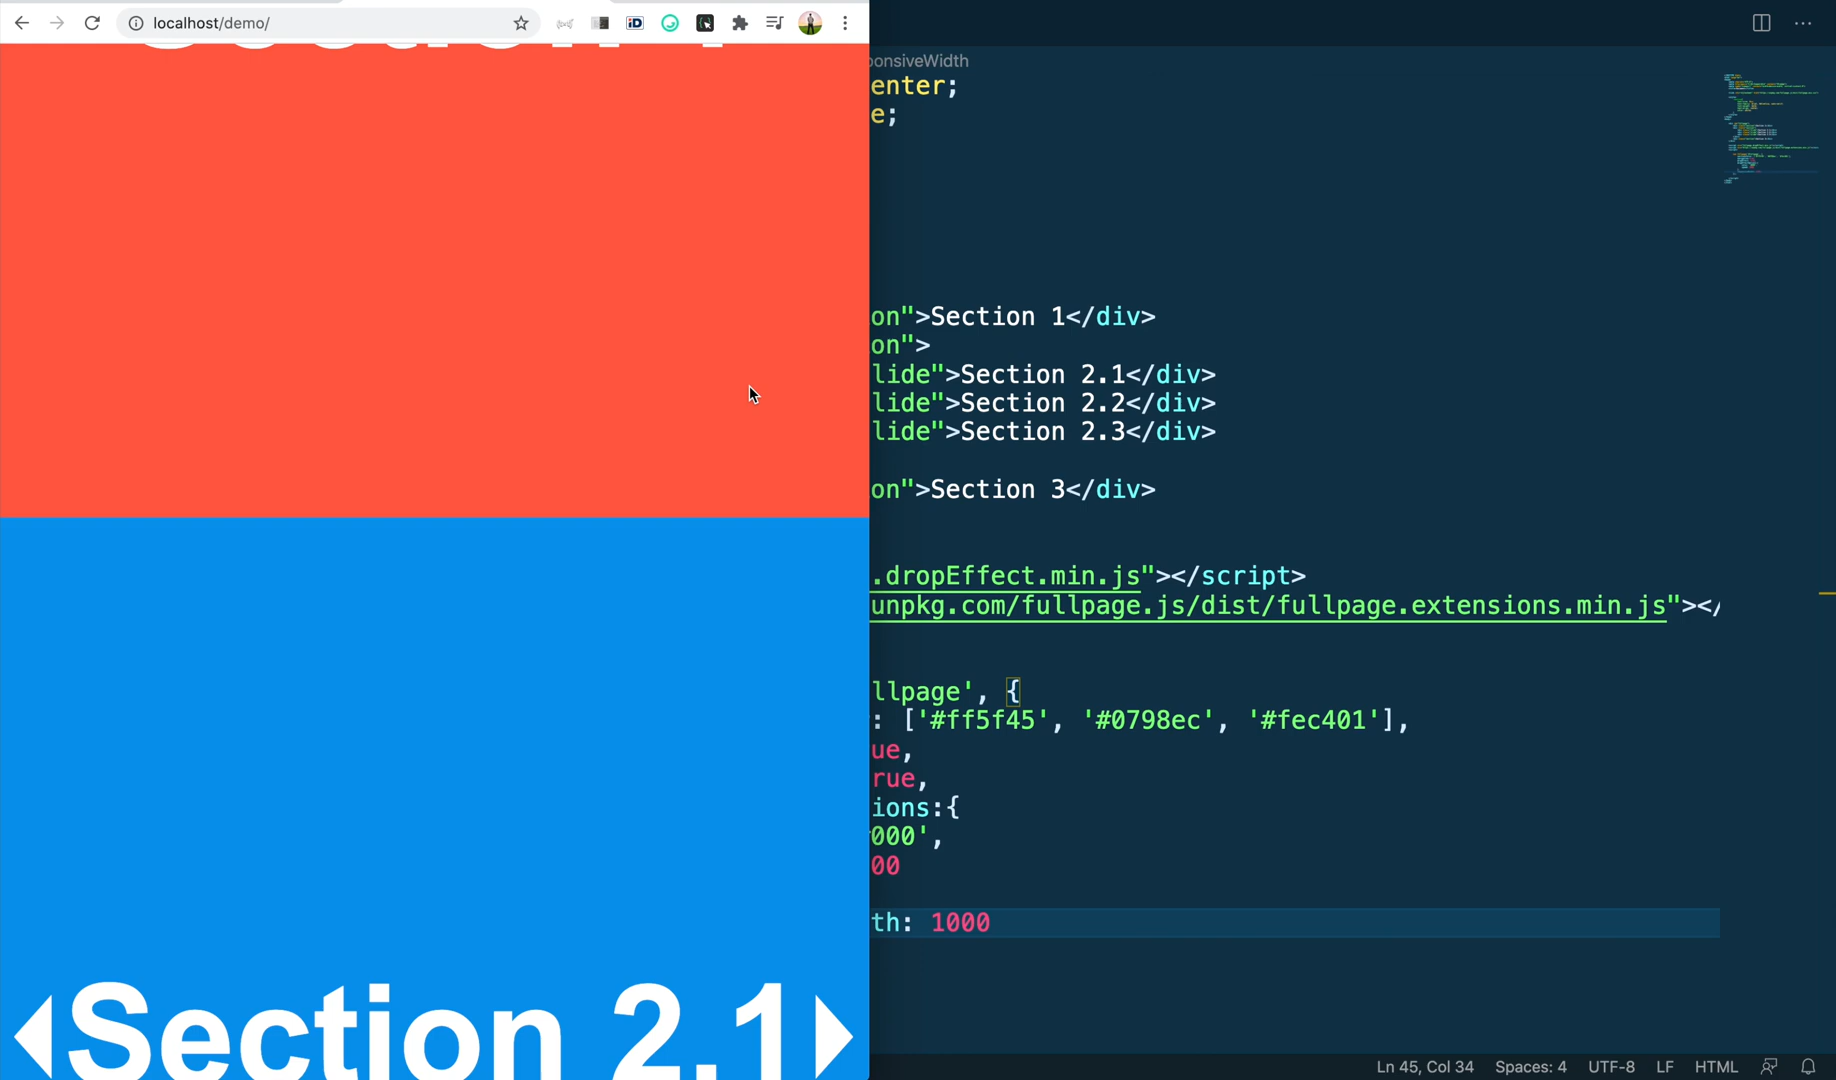 localhost/demo/
Section 2.1
ponsiveWidth
enter;
e;
on">Section 1</div>
on">
lide">Section 2.1</div>
lide">Section 2.2</div>
lide">Section 2.3</div>
on">Section 3</div>
.dropEffect.min.js"></script>
unpkg.com/fullpage.js/dist/fullpage.extensions.min.js"></
llpage', {
: ['#ff5f45', '#0798ec', '#fec401'],
ue,
rue,
ions:{
000',
00
th: 1000
Ln 45, Col 34 Spaces: 4 UTF-8 LF HTML